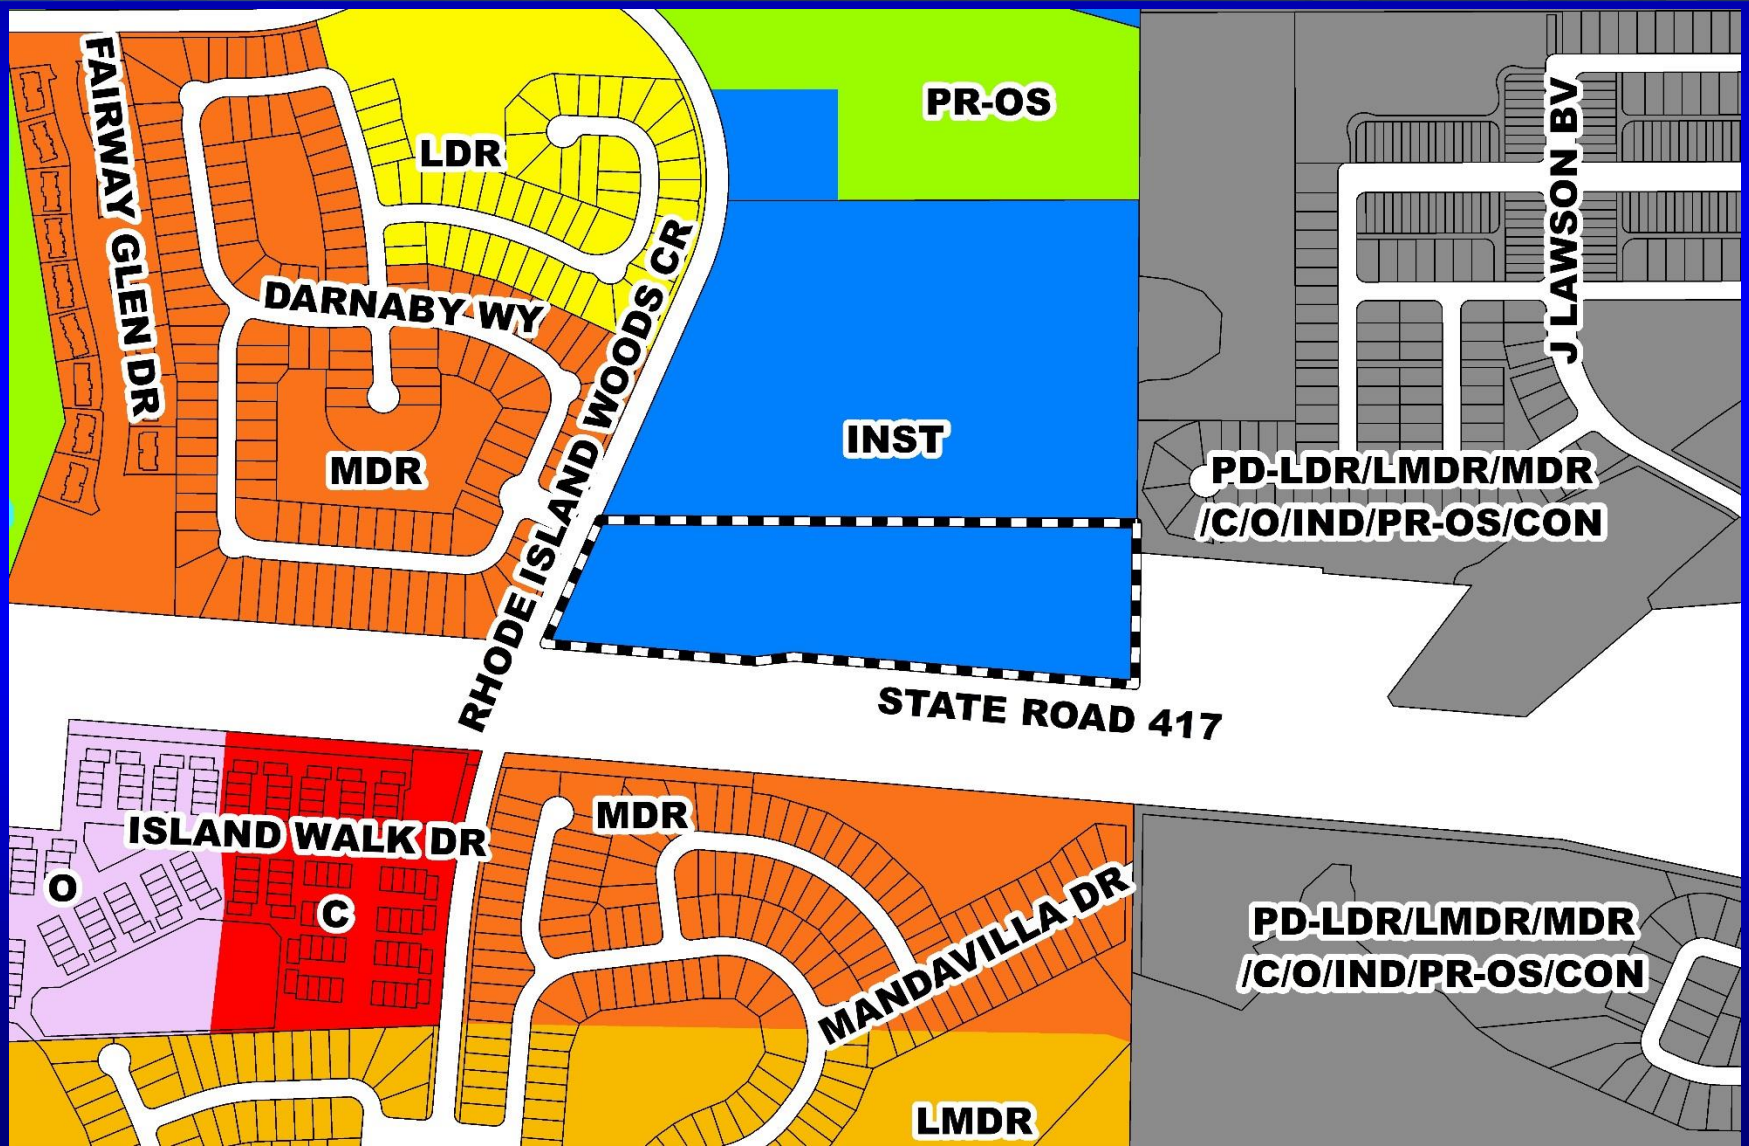 FAIRWAY GLEN DR
PR-OS
J LAWSON BV
LDR
DARNABY WY
RHODE ISLAND WOODS CR
INST
MDR
PD-LDR/LMDR/MDR
/C/O/IND/PR-OS/CON
STATE ROAD 417
MDR
ISLAND WALK DR
O
C
MANDAVILLA DR
PD-LDR/LMDR/MDR
/C/O/IND/PR-OS/CON
LMDR